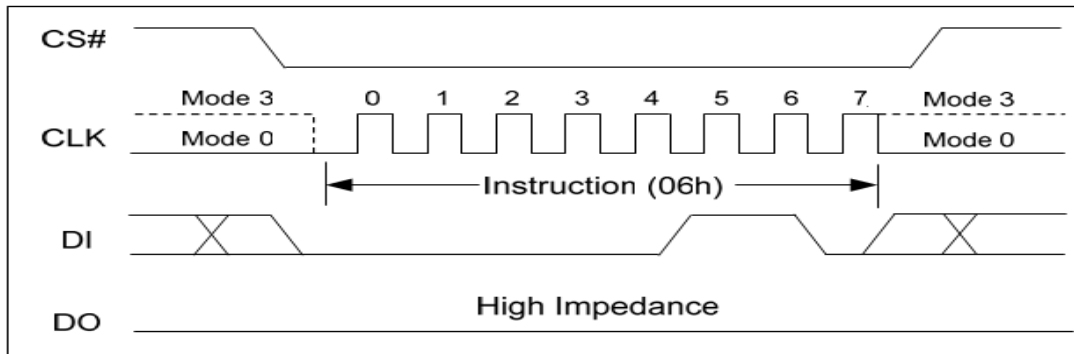 CS#
Mode 3 0 1 2 3 4 5 6 7 Mode 3
CLK
Mode 0 Mode 0
Instruction (06h)
DI
High Impedance
DO